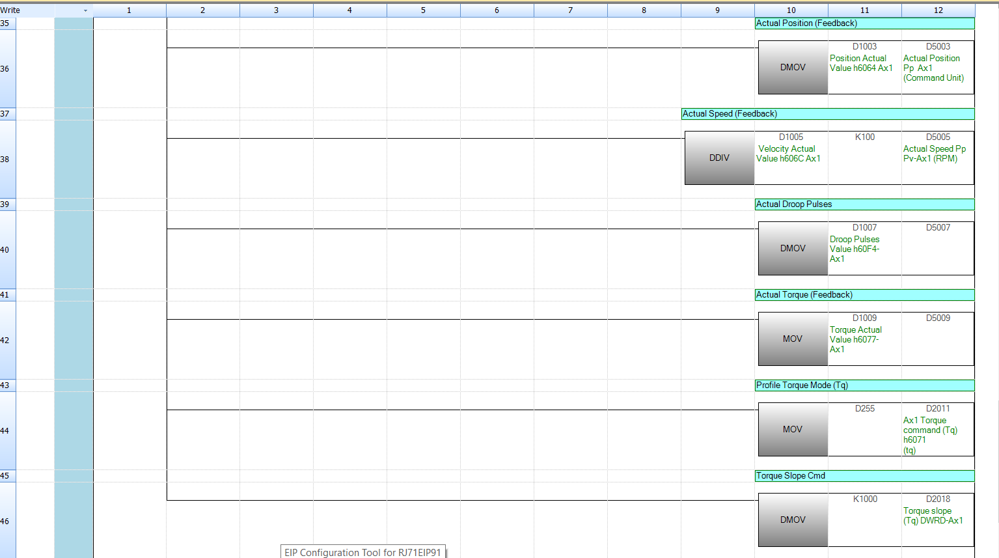 Write 1 2 3 4 5 6 7 8 9 10 11 12
35 Actual Position (Feedback)
36 DMOV D1003 D5003
Position Actual Actual Position
Value h6064 Ax1 Pp Ax1
(Command Unit)
37 Actual Speed (Feedback)
38 DDIV D1005 K100 D5005
Velocity Actual Actual Speed Pp
Value h606C Ax1 Pv-Ax1 (RPM)
39 Actual Droop Pulses
40 DMOV D1007 D5007
Droop Pulses
Value h60F4-
Ax1
41 Actual Torque (Feedback)
42 MOV D1009 D5009
Torque Actual
Value h6077-
Ax1
43 Profile Torque Mode (Tq)
44 MOV D255 D2011
Ax1 Torque
command (Tq)
h6071
(tq)
45 Torque Slope Cmd
46 DMOV K1000 D2018
Torque slope
(Tq) DWRD-Ax1
EIP Configuration Tool for RJ71EIP91